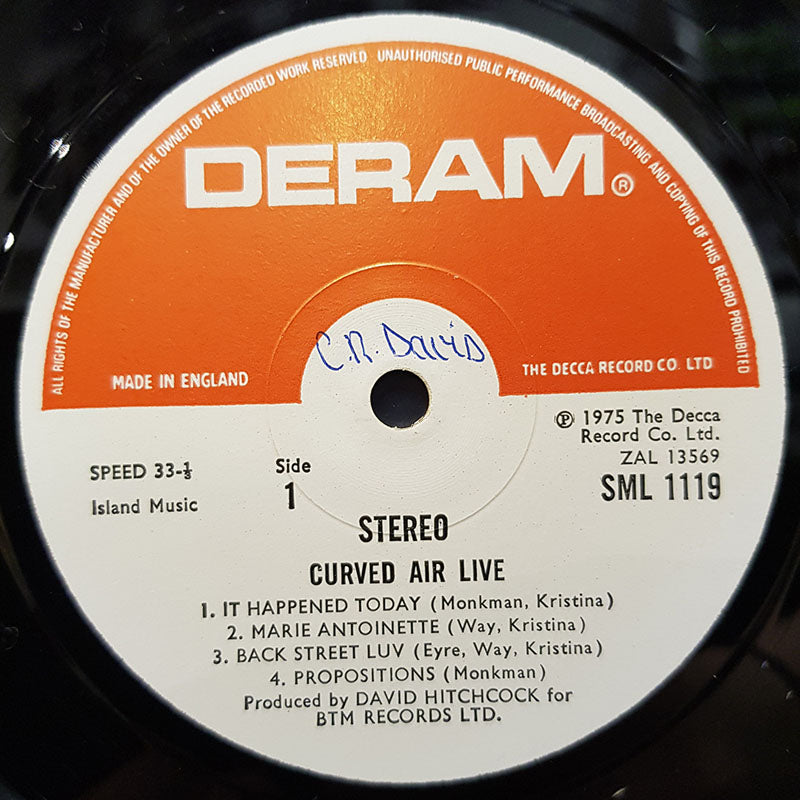 ALL RIGHTS OF THE MANUFACTURER AND OF THE OWNER OF THE RECORDED WORK RESERVED UNAUTHORISED PUBLIC PERFORMANCE BROADCASTING AND COPYING OF THIS RECORD PROHIBITED
DERAM ®
C.R. David
MADE IN ENGLAND
THE DECCA RECORD CO. LTD
℗ 1975 The Decca
Record Co. Ltd.
ZAL 13569
SML 1119
SPEED 33-⅓
Island Music
Side
1
STEREO
CURVED AIR LIVE
1. IT HAPPENED TODAY (Monkman, Kristina)
2. MARIE ANTOINETTE (Way, Kristina)
3. BACK STREET LUV (Eyre, Way, Kristina)
4. PROPOSITIONS (Monkman)
Produced by DAVID HITCHCOCK for
BTM RECORDS LTD.